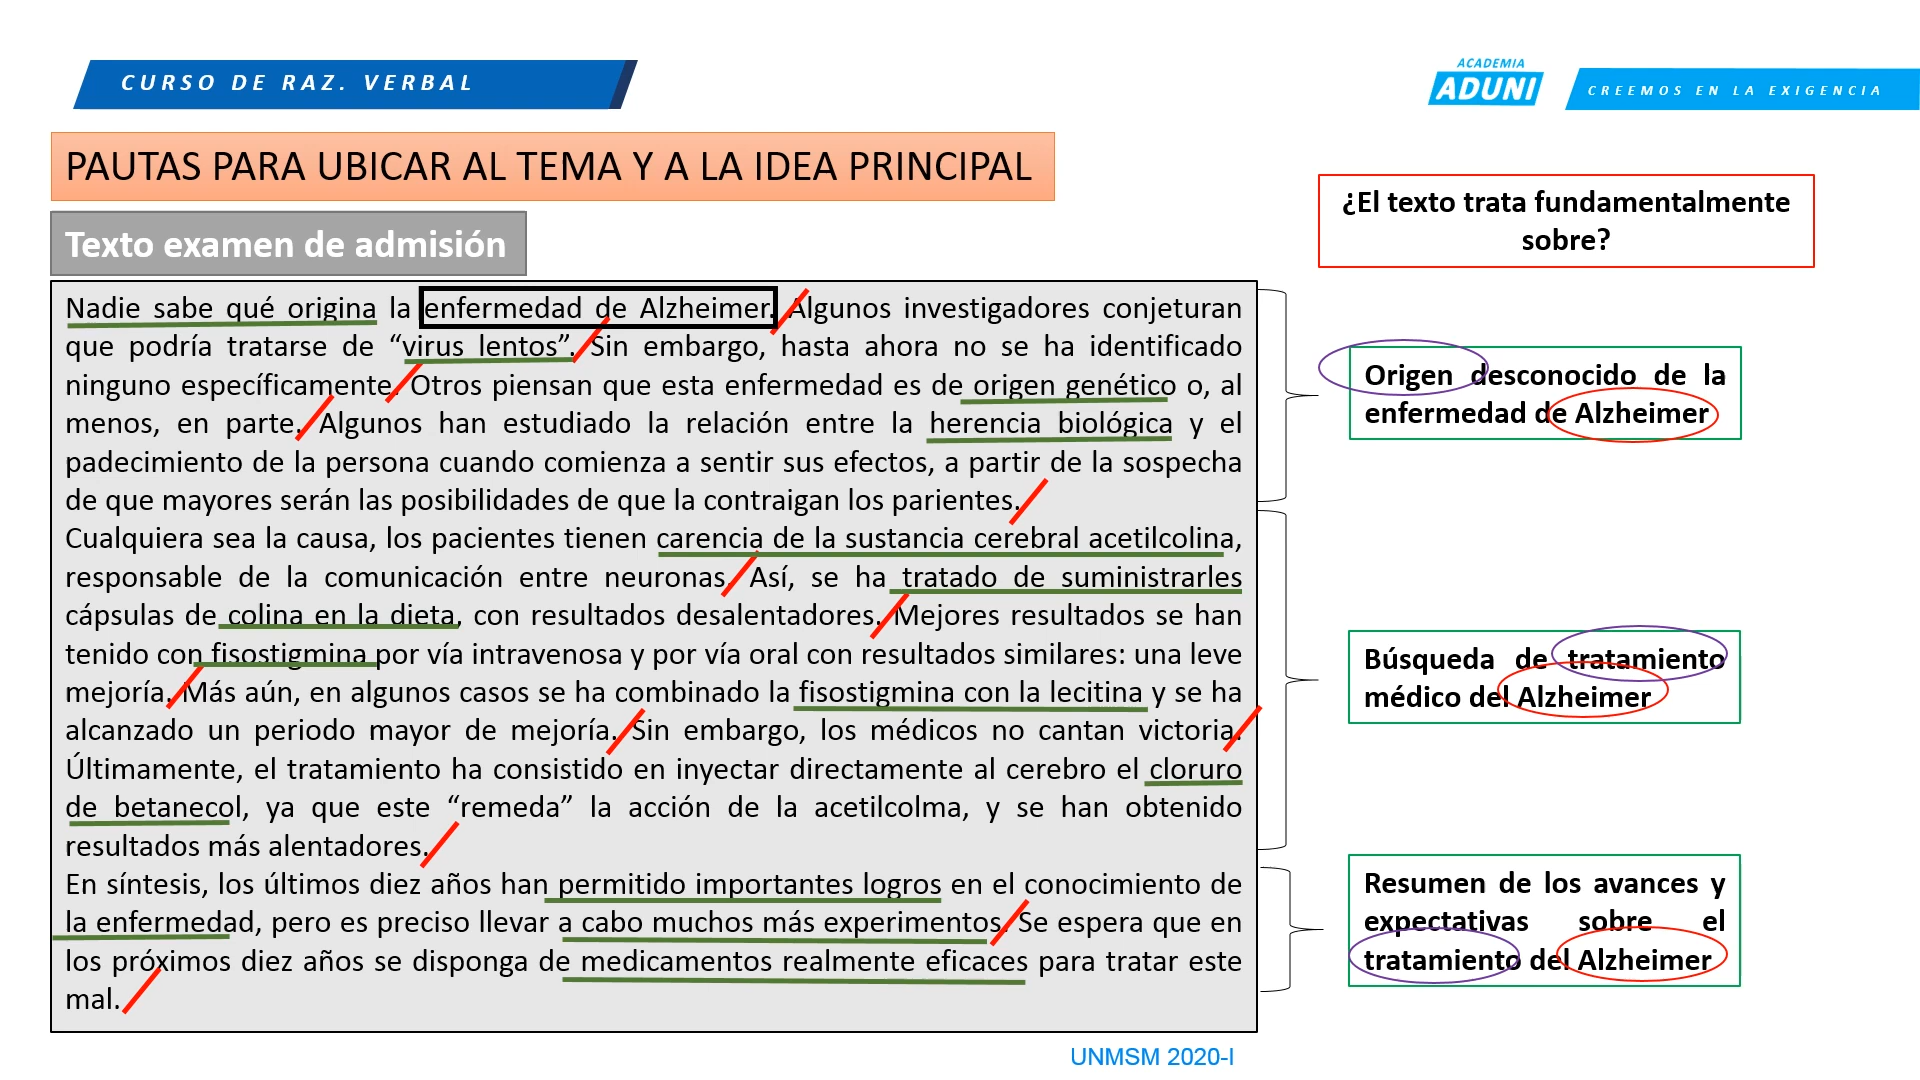 CURSO DE RAZ. VERBAL
ACADEMIA
ADUNI
CREEMOS EN LA EXIGENCIA
PAUTAS PARA UBICAR AL TEMA Y A LA IDEA PRINCIPAL
Texto examen de admisión
Nadie sabe qué origina la enfermedad de Alzheimer. Algunos investigadores conjeturan
que podría tratarse de “virus lentos”. Sin embargo, hasta ahora no se ha identificado
ninguno específicamente. Otros piensan que esta enfermedad es de origen genético o, al
menos, en parte. Algunos han estudiado la relación entre la herencia biológica y el
padecimiento de la persona cuando comienza a sentir sus efectos, a partir de la sospecha
de que mayores serán las posibilidades de que la contraigan los parientes.
Cualquiera sea la causa, los pacientes tienen carencia de la sustancia cerebral acetilcolina,
responsable de la comunicación entre neuronas. Así, se ha tratado de suministrarles
cápsulas de colina en la dieta, con resultados desalentadores. Mejores resultados se han
tenido con fisostigmina por vía intravenosa y por vía oral con resultados similares: una leve
mejoría. Más aún, en algunos casos se ha combinado la fisostigmina con la lecitina y se ha
alcanzado un periodo mayor de mejoría. Sin embargo, los médicos no cantan victoria.
Últimamente, el tratamiento ha consistido en inyectar directamente al cerebro el cloruro
de betanecol, ya que este “remeda” la acción de la acetilcolma, y se han obtenido
resultados más alentadores.
En síntesis, los últimos diez años han permitido importantes logros en el conocimiento de
la enfermedad, pero es preciso llevar a cabo muchos más experimentos. Se espera que en
los próximos diez años se disponga de medicamentos realmente eficaces para tratar este
mal.
¿El texto trata fundamentalmente
sobre?
Origen desconocido de la
enfermedad de Alzheimer
Búsqueda de tratamiento
médico del Alzheimer
Resumen de los avances y
expectativas sobre el
tratamiento del Alzheimer
UNMSM 2020-I